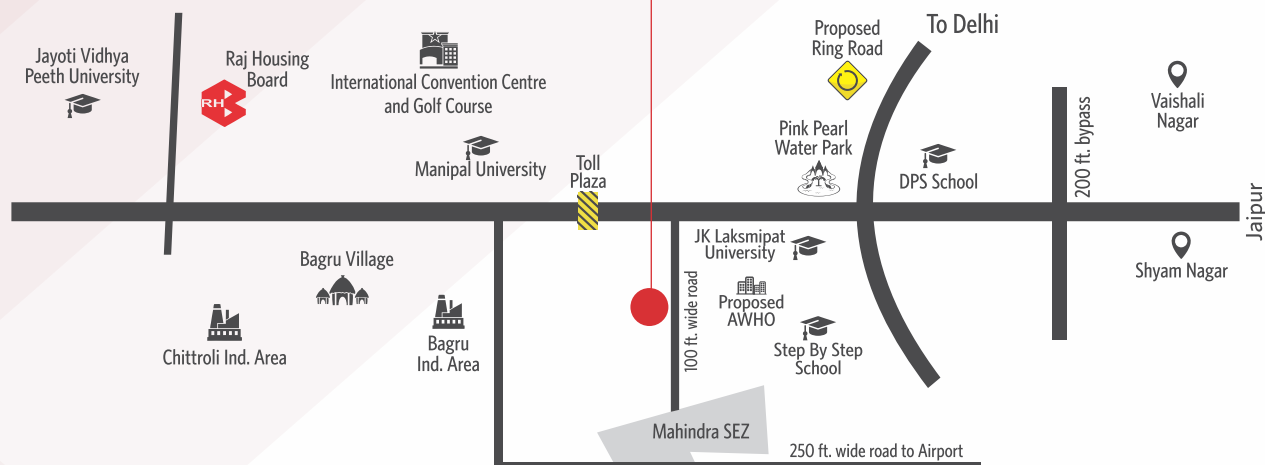 To Delhi
Proposed
Ring Road
Jayoti Vidhya
Peeth University
Raj Housing
Board
RH
International Convention Centre
and Golf Course
Manipal University
Toll
Plaza
Pink Pearl
Water Park
DPS School
200 ft. bypass
Vaishali
Nagar
Jaipur
JK Laksmipat
University
Shyam Nagar
Bagru Village
Proposed
AWHO
100 ft. wide road
Chittroli Ind. Area
Bagru
Ind. Area
Step By Step
School
Mahindra SEZ
250 ft. wide road to Airport